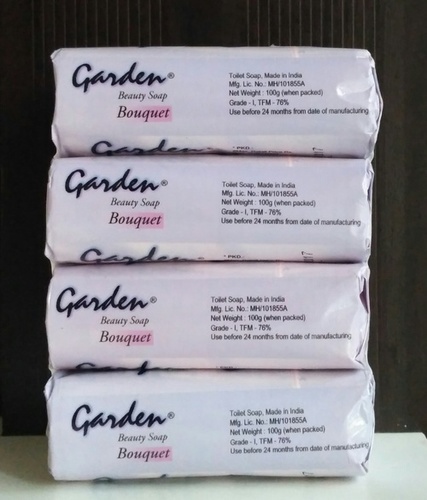 Garden®
Beauty Soap
Bouquet
Toilet Soap, Made in India
Mfg. Lic. No.: MH/101855A
Net Weight : 100g (when packed)
Grade - I, TFM - 76%
Use before 24 months from date of manufacturing
Garden
* PKD.
Garden®
Beauty Soap
Bouquet
Toilet Soap, Made in India
Mfg. Lic. No.: MH/101855A
Net Weight : 100g (when packed)
Grade - I, TFM - 76%
Use before 24 months from date of manufacturing
Garden
* PKD.
Garden®
Beauty Soap
Bouquet
Toilet Soap, Made in India
Mfg. Lic. No.: MH/101855A
Net Weight : 100g (when packed)
Grade - I, TFM - 76%
Use before 24 months from date of manufacturing
Garden®
Beauty Soap
Bouquet
Toilet Soap, Made in India
Mfg. Lic. No.: MH/101855A
Net Weight : 100g (when packed)
Grade - I, TFM - 76%
Use before 24 months from date of manufacturing